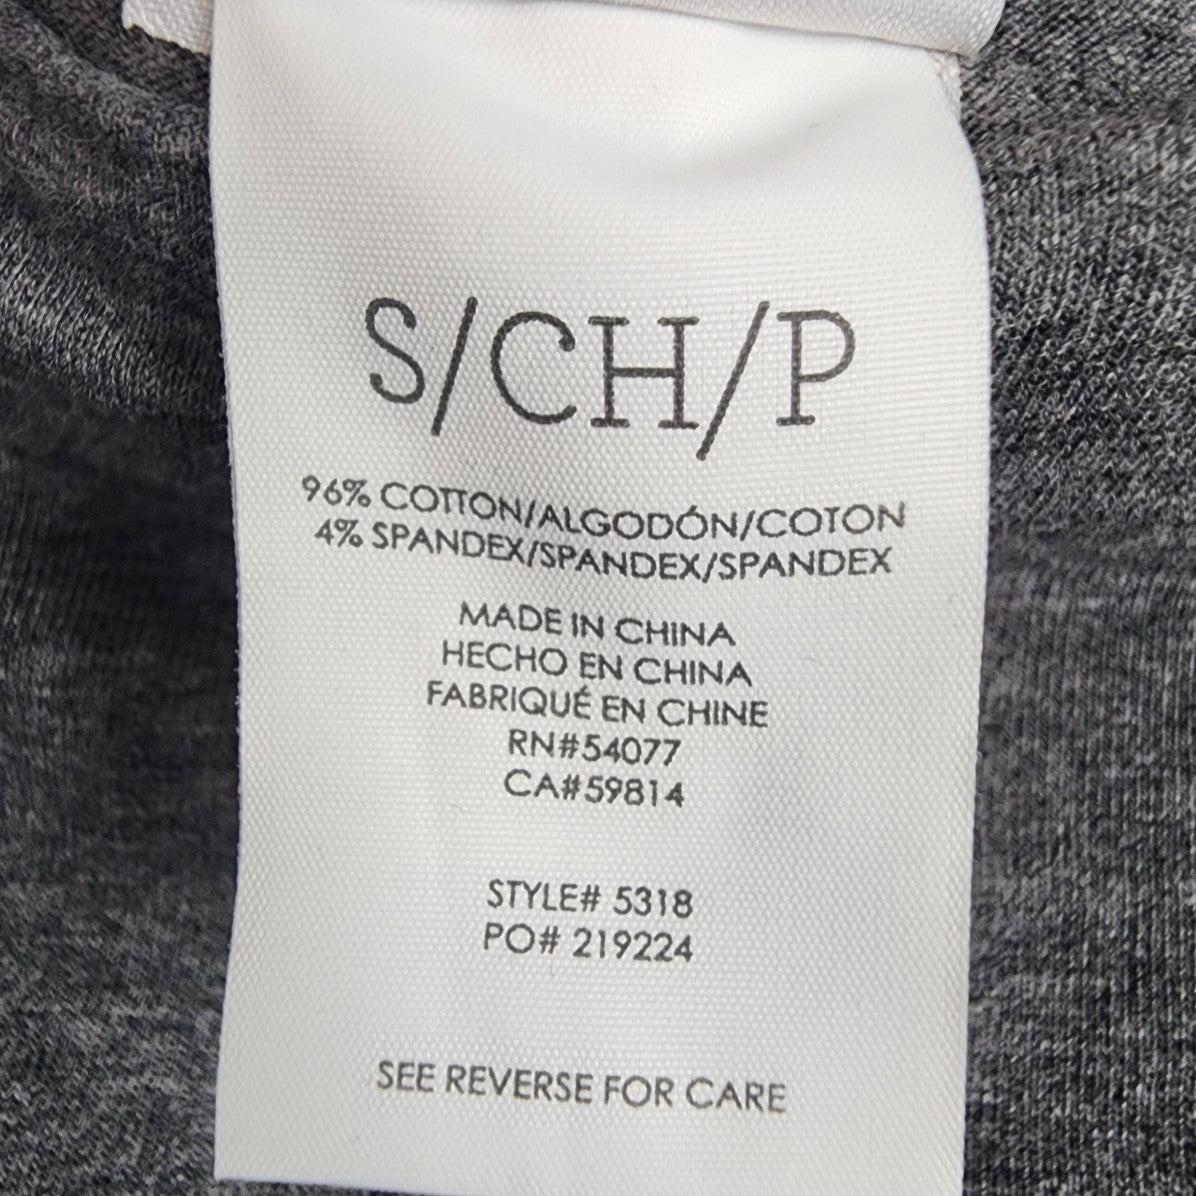 S/CH/P
96% COTTON/ALGODÓN/COTON
4% SPANDEX/SPANDEX/SPANDEX
MADE IN CHINA
HECHO EN CHINA
FABRIQUÉ EN CHINE
RN#54077
CA#59814
STYLE# 5318
PO# 219224
SEE REVERSE FOR CARE